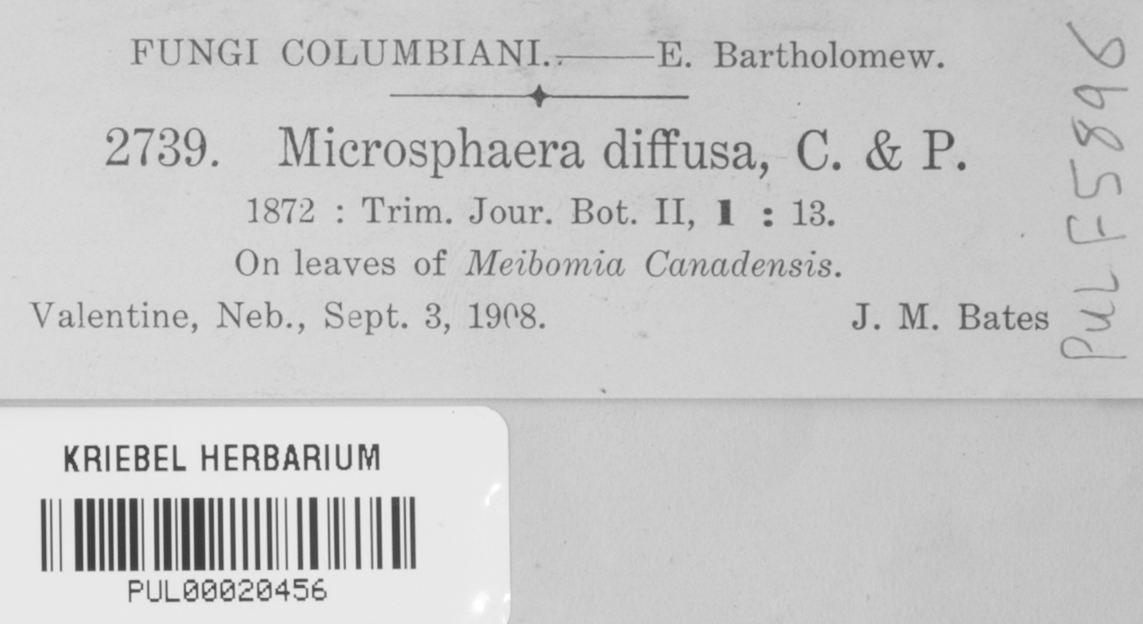 FUNGI COLUMBIANI.——E. Bartholomew.
2739. Microsphaera diffusa, C. & P.
1872 : Trim. Jour. Bot. II, 1 : 13.
On leaves of Meibomia Canadensis.
Valentine, Neb., Sept. 3, 1908. J. M. Bates
PUL F5896
KRIEBEL HERBARIUM
PUL00020456